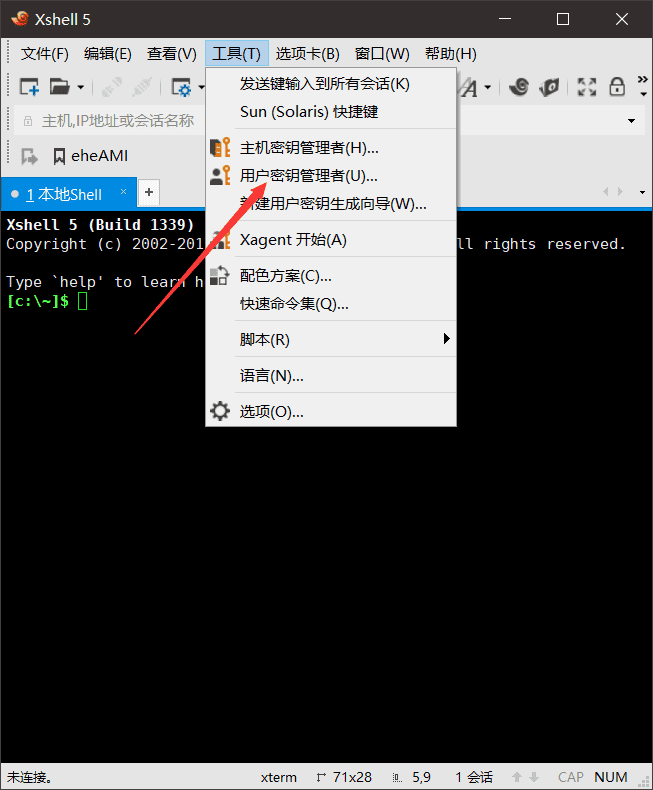 Xshell 5
文件(F) 编辑(E) 查看(V) 工具(T) 选项卡(B) 窗口(W) 帮助(H)
主机,IP地址或会话名称
eheAMI
1 本地Shell
发送键输入到所有会话(K)
Sun (Solaris) 快捷键
主机密钥管理者(H)...
用户密钥管理者(U)...
新建用户密钥生成向导(W)...
Xagent 开始(A)
配色方案(C)...
快速命令集(Q)...
脚本(R)
语言(N)...
选项(O)...
Xshell 5 (Build 1339)
Copyright (c) 2002-201 ll rights reserved.
Type `help' to learn h
[c:\~]$
未连接。 xterm 71x28 5,9 1 会话 CAP NUM